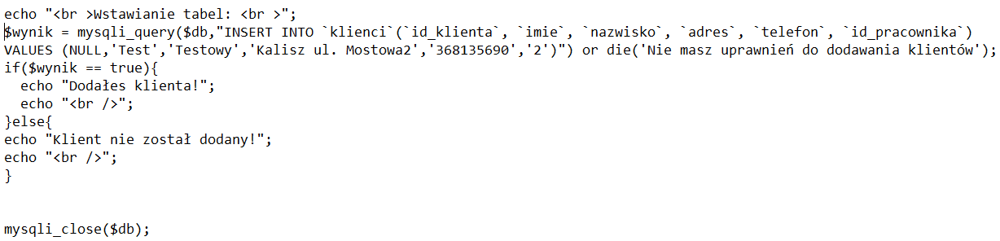 echo "<br >Wstawianie tabel: <br >";
$wynik = mysqli_query($db,"INSERT INTO `klienci`(`id_klienta`, `imie`, `nazwisko`, `adres`, `telefon`, `id_pracownika`)
VALUES (NULL,'Test','Testowy','Kalisz ul. Mostowa2','368135690','2')") or die('Nie masz uprawnień do dodawania klientów');
if($wynik == true){
  echo "Dodałes klienta!";
  echo "<br />";
}else{
echo "Klient nie został dodany!";
echo "<br />";
}
mysqli_close($db);